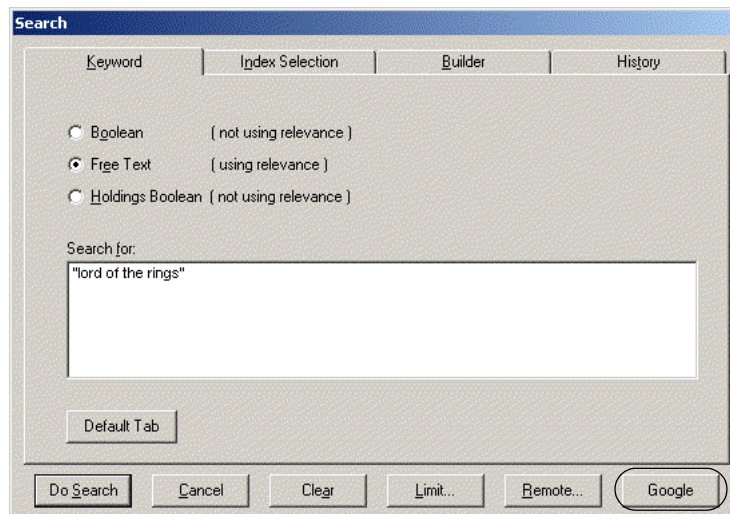 Search
Keyword Index Selection Builder History
Boolean ( not using relevance )
Free Text ( using relevance )
Holdings Boolean ( not using relevance )
Search for:
"lord of the rings"
Default Tab
Do Search Cancel Clear Limit... Remote... Google